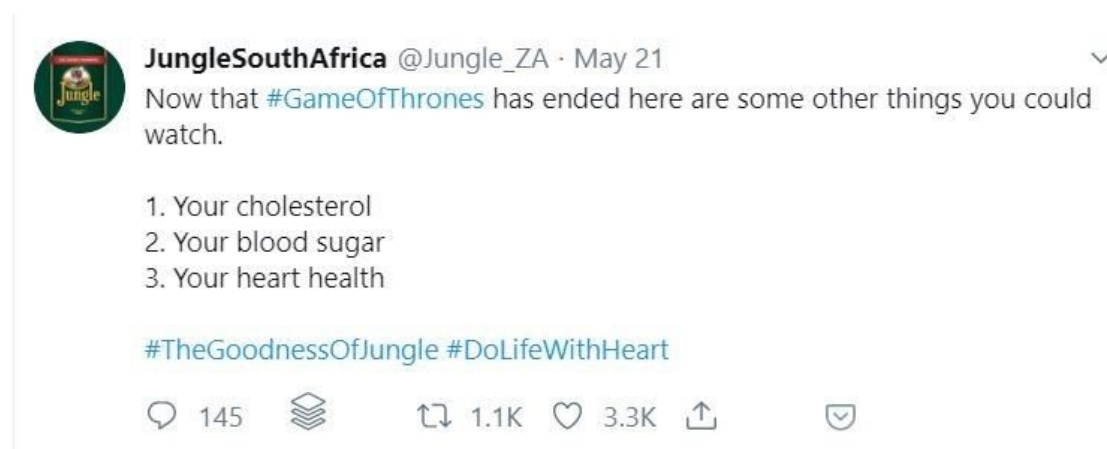 JungleSouthAfrica @Jungle_ZA · May 21
Now that #GameOfThrones has ended here are some other things you could
watch.
1. Your cholesterol
2. Your blood sugar
3. Your heart health
#TheGoodnessOfJungle #DoLifeWithHeart
145 1.1K 3.3K
Jungle